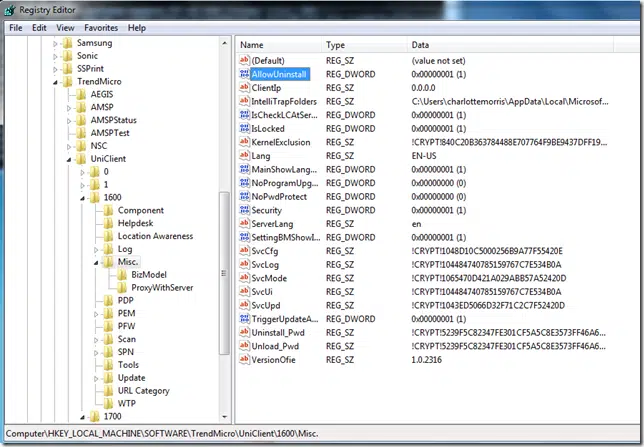 Registry Editor
File Edit View Favorites Help
Samsung
Sonic
SSPrint
TrendMicro
AEGIS
AMSP
AMSPStatus
AMSPTest
NSC
UniClient
0
1
1600
Component
Helpdesk
Location Awareness
Log
Misc.
BizModel
ProxyWithServer
PDP
PEM
PFW
Scan
SPN
Tools
Update
URL Category
WTP
1700
Name Type Data
(Default) REG_SZ (value not set)
AllowUninstall REG_DWORD 0x00000001 (1)
ClientIp REG_SZ 0.0.0.0
IntelliTrapFolders REG_SZ C:\Users\charlottemorris\AppData\Local\Microsof...
IsCheckLCAtSer... REG_DWORD 0x00000001 (1)
IsLocked REG_DWORD 0x00000001 (1)
KernelExclusion REG_SZ !CRYPT!840C20B363784488E707764F9BE9437DFF19...
Lang REG_SZ EN-US
MainShowLang... REG_DWORD 0x00000001 (1)
NoProgramUpg... REG_DWORD 0x00000000 (0)
NoPwdProtect REG_DWORD 0x00000000 (0)
Security REG_DWORD 0x00000001 (1)
ServerLang REG_SZ en
SettingBMShowI... REG_DWORD 0x00000001 (1)
SvcCfg REG_SZ !CRYPT!1048D10C5000256B9A77F55420E
SvcLog REG_SZ !CRYPT!104484740785159767C7E534B0A
SvcMode REG_SZ !CRYPT!1065470D421A029ABB57A52420D
SvcUi REG_SZ !CRYPT!104484740785159767C7E534B0A
SvcUpd REG_SZ !CRYPT!1043ED5066D32F71C2C7F52420D
TriggerUpdateA... REG_DWORD 0x00000001 (1)
Uninstall_Pwd REG_SZ !CRYPT!5239F5C82347FE301CF5A5C8E3573FF46A6...
Unload_Pwd REG_SZ !CRYPT!5239F5C82347FE301CF5A5C8E3573FF46A6...
VersionOfie REG_SZ 1.0.2316
Computer\HKEY_LOCAL_MACHINE\SOFTWARE\TrendMicro\UniClient\1600\Misc.